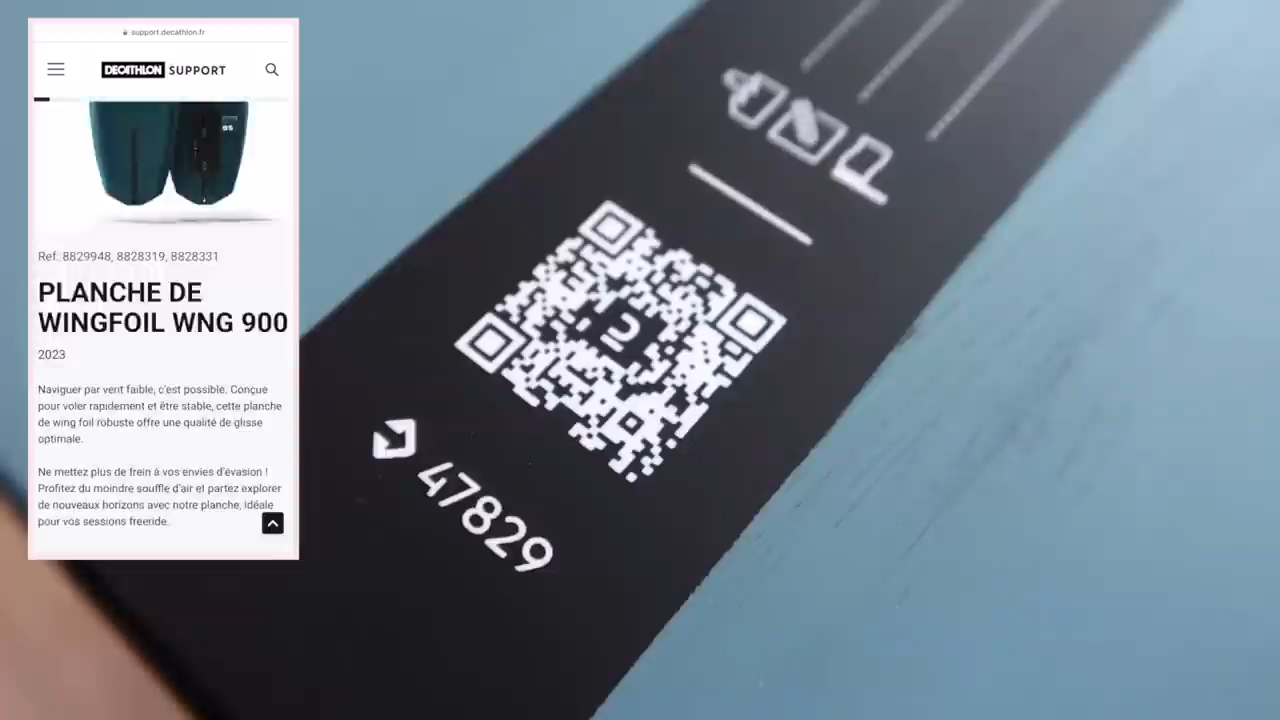 support.decathlon.fr
DECATHLON SUPPORT
85
Ref. 8829948, 8828319, 8828331
PLANCHE DE
WINGFOIL WNG 900
2023
Naviguer par vent faible, c'est possible. Conçue
pour voler rapidement et être stable, cette planche
de wing foil robuste offre une qualité de glisse
optimale.
Ne mettez plus de frein à vos envies d'évasion !
Profitez du moindre souffle d'air et partez explorer
de nouveaux horizons avec notre planche, idéale
pour vos sessions freeride.
47829